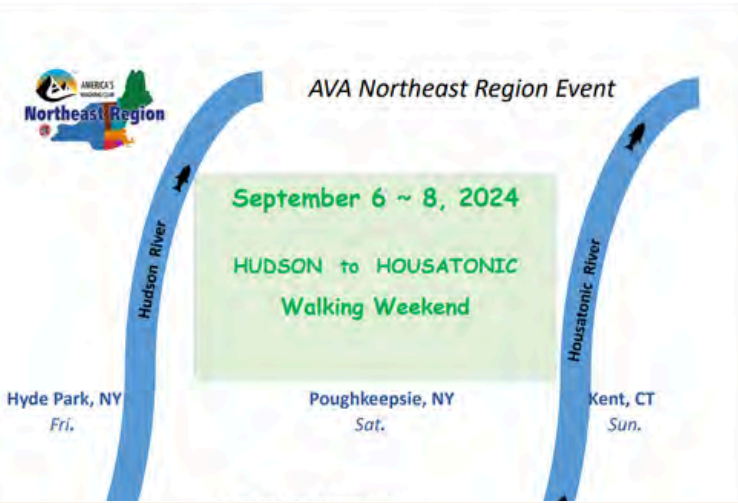 AMERICA'S
WALKING CLUB
Northeast Region
AVA Northeast Region Event
September 6 ~ 8, 2024
HUDSON to HOUSATONIC
Walking Weekend
Hudson River
Housatonic River
Hyde Park, NY
Fri.
Poughkeepsie, NY
Sat.
Kent, CT
Sun.